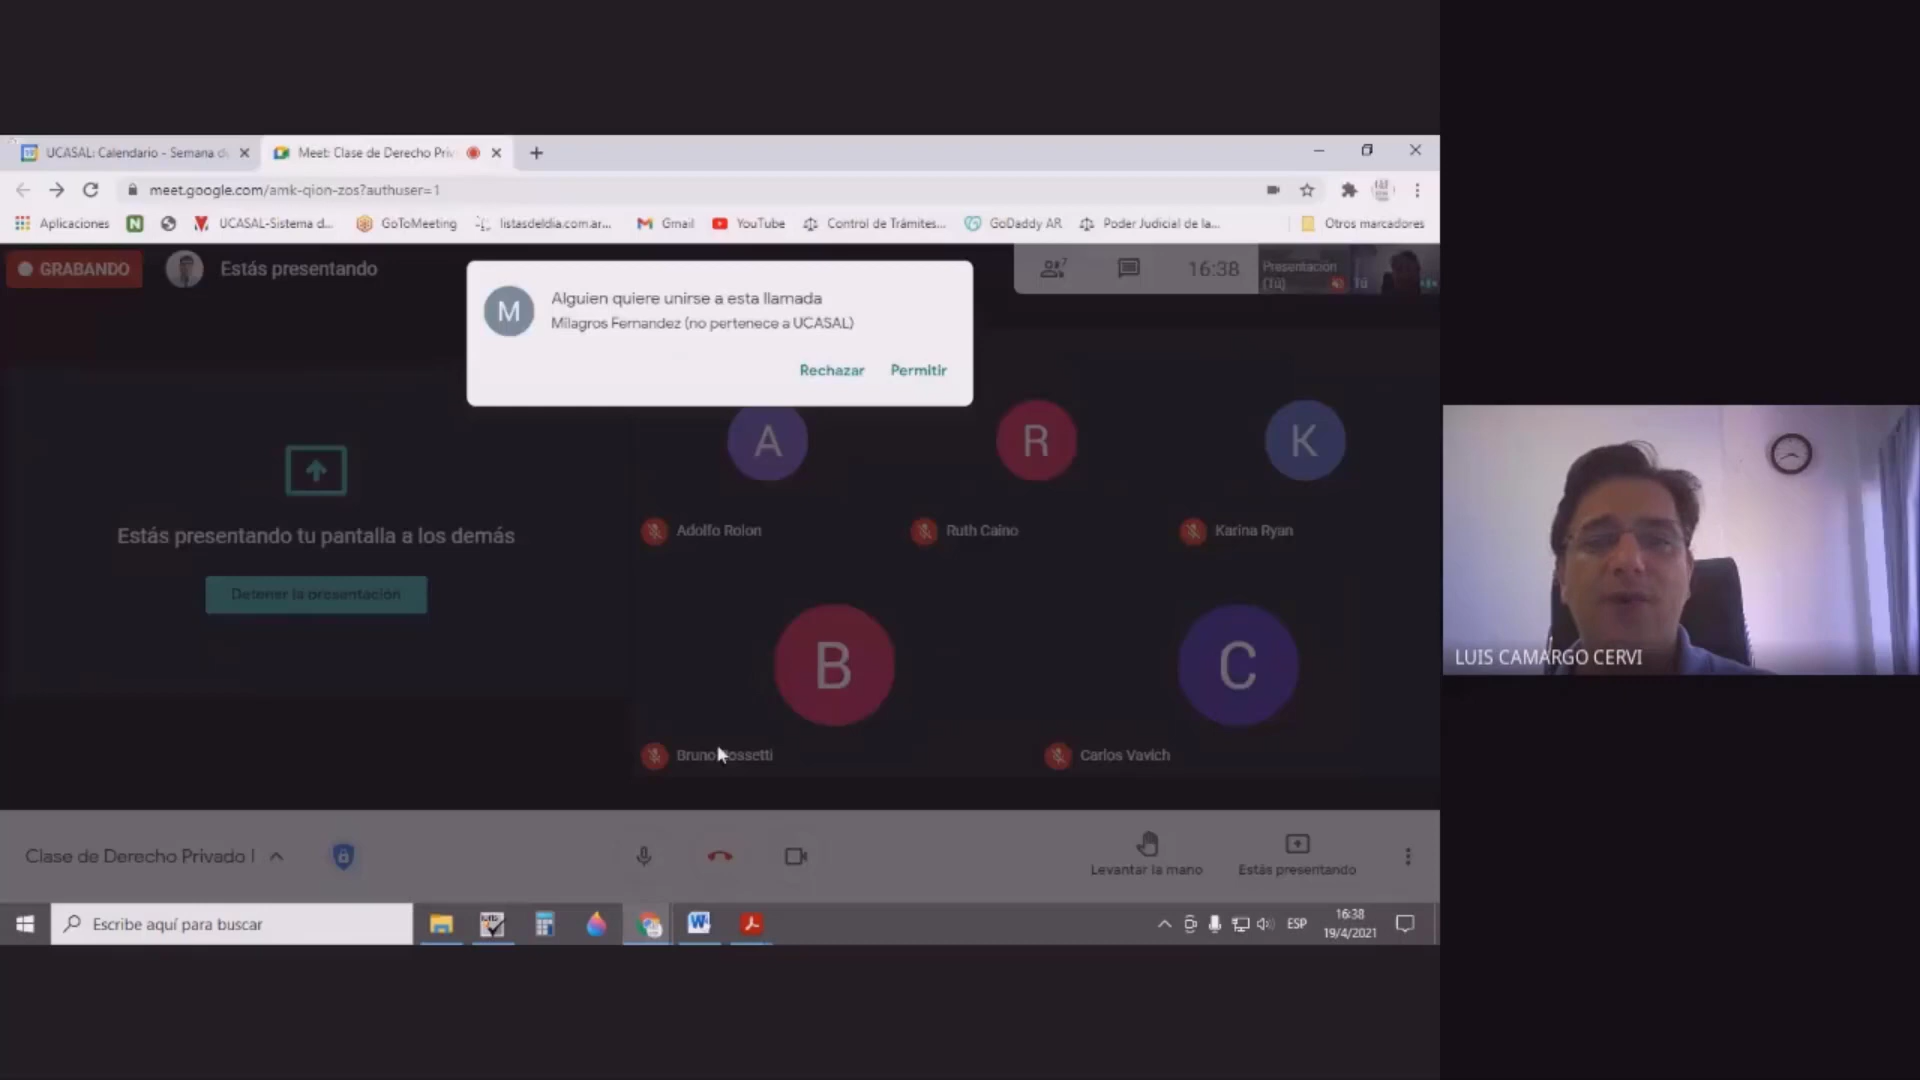 UCASAL: Calendario - Semana d
Meet: Clase de Derecho Priv
meet.google.com/amk-qion-zos?authuser=1
Aplicaciones
N
UCASAL-Sistema d...
GoToMeeting
listasdeldia.com.ar...
Gmail
YouTube
Control de Trámites...
GoDaddy AR
Poder Judicial de la...
Otros marcadores
GRABANDO
Estás presentando
7
16:38
Presentación
(Tú)
Tú
M
Alguien quiere unirse a esta llamada
Milagros Fernandez (no pertenece a UCASAL)
Rechazar
Permitir
A
R
K
Adolfo Rolon
Ruth Caino
Karina Ryan
Estás presentando tu pantalla a los demás
Detener la presentación
B
C
Bruno
Carlos Vavich
LUIS CAMARGO CERVI
Clase de Derecho Privado I
Levantar la mano
Estás presentando
Escribe aquí para buscar
W
ESP
16:38
19/4/2021